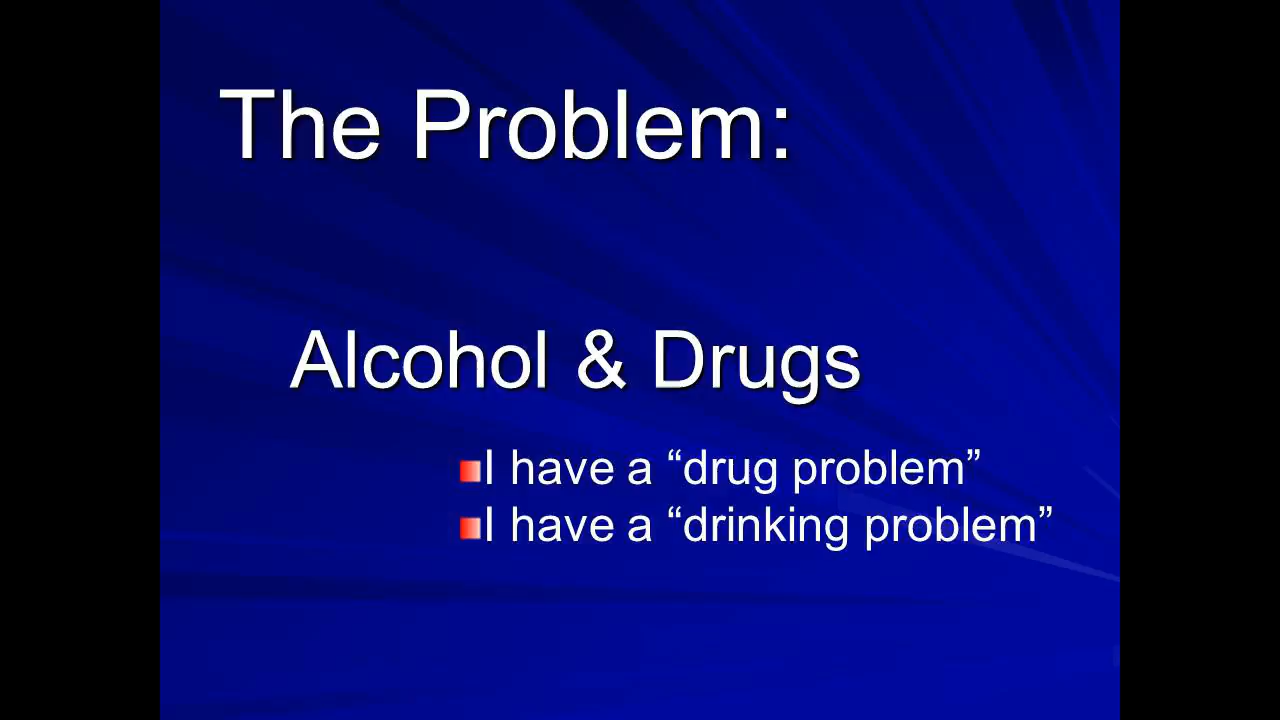 The Problem:
Alcohol & Drugs
I have a “drug problem”
I have a “drinking problem”